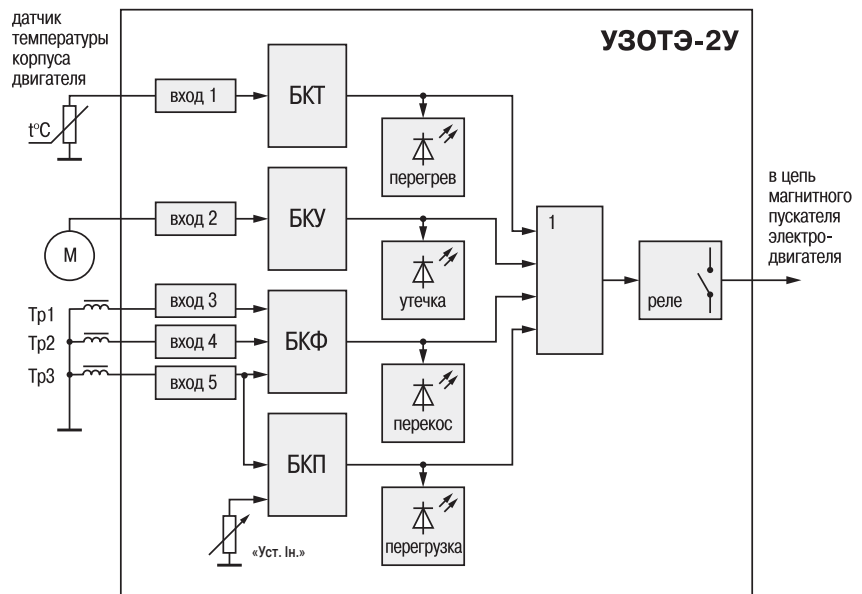 датчик
температуры
корпуса
двигателя
УЗОТЭ-2У
вход 1
БКТ
t°C
перегрев
в цепь
магнитного
пускателя
электро-
двигателя
вход 2
БКУ
1
М
утечка
реле
Тр1
вход 3
Тр2
вход 4
БКФ
Тр3
вход 5
перекос
БКП
«Уст. Iн.»
перегрузка